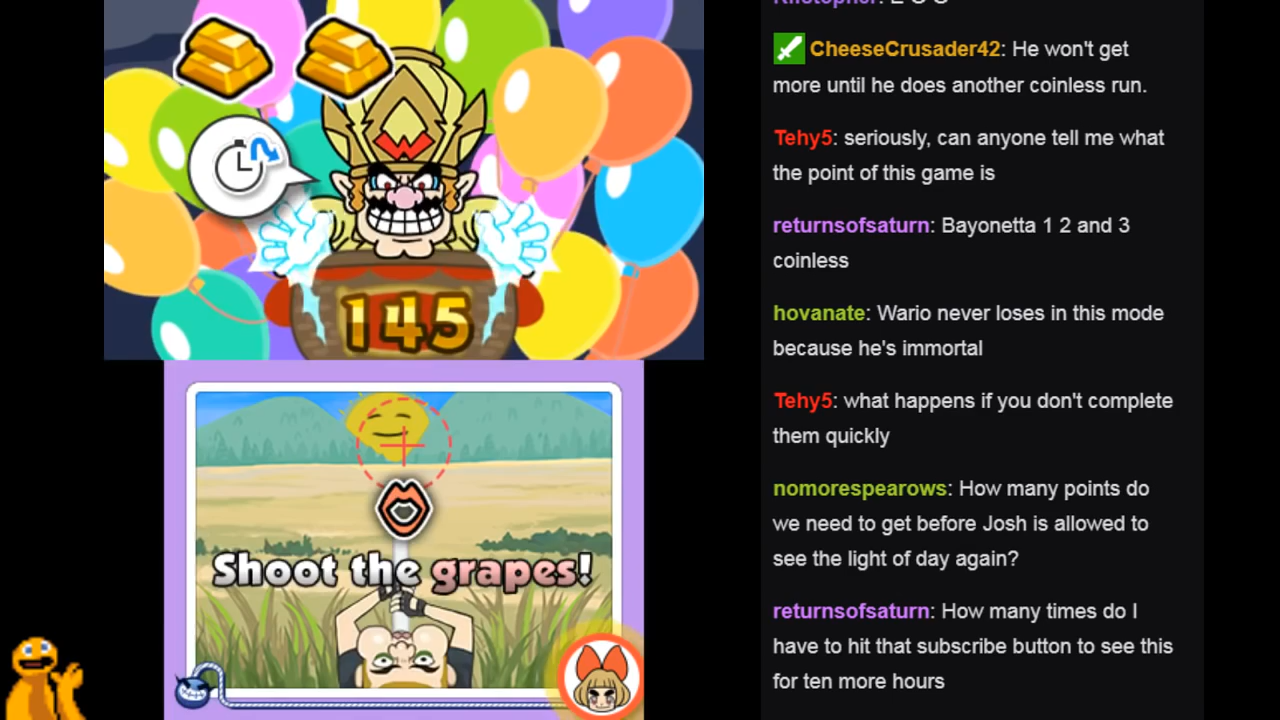 145
Shoot the grapes!
CheeseCrusader42: He won't get
more until he does another coinless run.
Tehy5: seriously, can anyone tell me what
the point of this game is
returnsofsaturn: Bayonetta 1 2 and 3
coinless
hovanate: Wario never loses in this mode
because he's immortal
Tehy5: what happens if you don't complete
them quickly
nomorespearows: How many points do
we need to get before Josh is allowed to
see the light of day again?
returnsofsaturn: How many times do I
have to hit that subscribe button to see this
for ten more hours